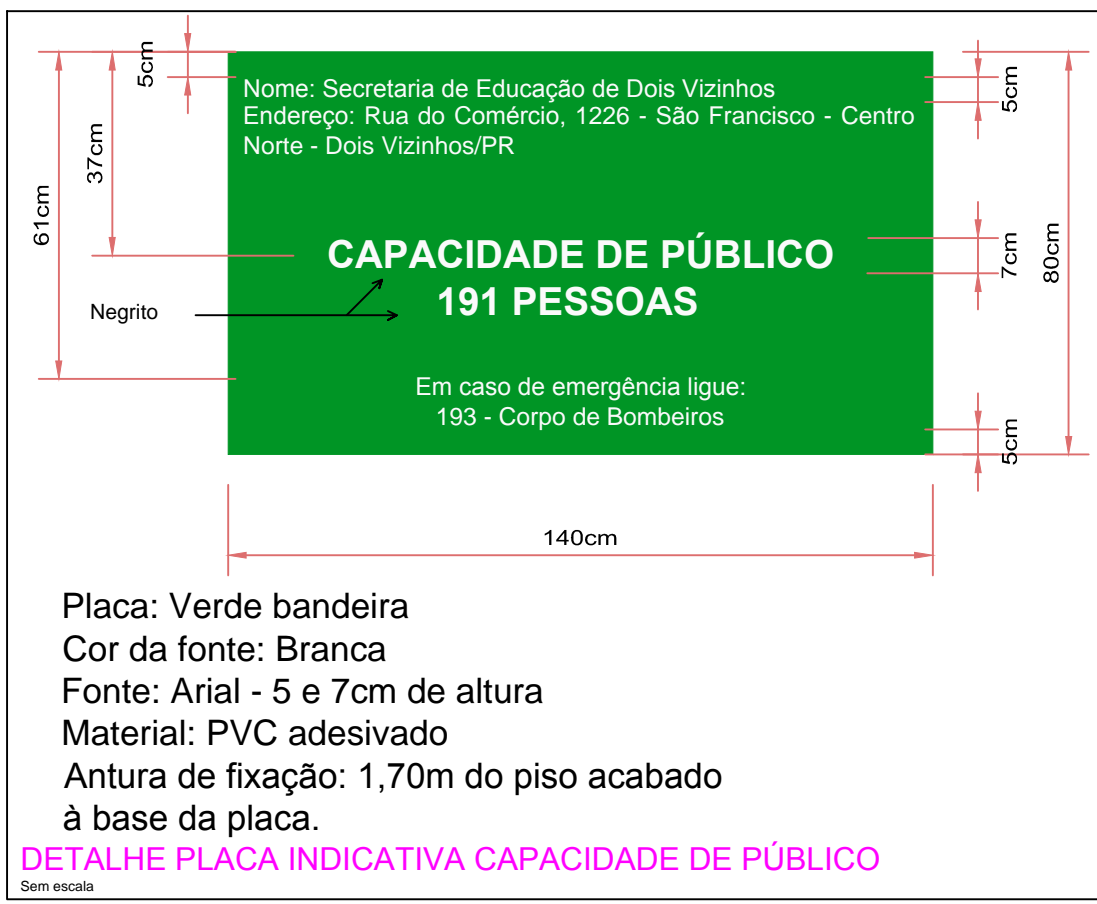 5cm
Nome: Secretaria de Educação de Dois Vizinhos
Endereço: Rua do Comércio, 1226 - São Francisco - Centro
Norte - Dois Vizinhos/PR
5cm
37cm
61cm
CAPACIDADE DE PÚBLICO
7cm
80cm
191 PESSOAS
Negrito
Em caso de emergência ligue:
193 - Corpo de Bombeiros
5cm
140cm
Placa: Verde bandeira
Cor da fonte: Branca
Fonte: Arial - 5 e 7cm de altura
Material: PVC adesivado
Antura de fixação: 1,70m do piso acabado
à base da placa.
DETALHE PLACA INDICATIVA CAPACIDADE DE PÚBLICO
Sem escala